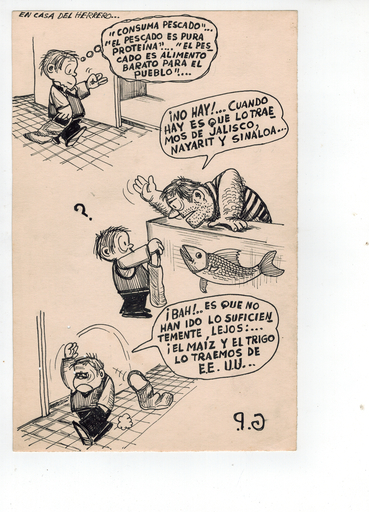 EN CASA DEL HERRERO...
"CONSUMA PESCADO"...
"EL PESCADO ES PURA
PROTEÍNA"... "EL PES
CADO ES ALIMENTO
BARATO PARA EL
PUEBLO"!...
¡NO HAY!... CUANDO
HAY ES QUE LO TRAE
MOS DE JALISCO,
NAYARIT Y SINALOA...
?
¡BAH!.. ES QUE NO
HAN IDO LO SUFICIEN
TEMENTE LEJOS:...
¡EL MAÍZ Y EL TRIGO
LO TRAEMOS DE
E.E. U.U...
G.P.